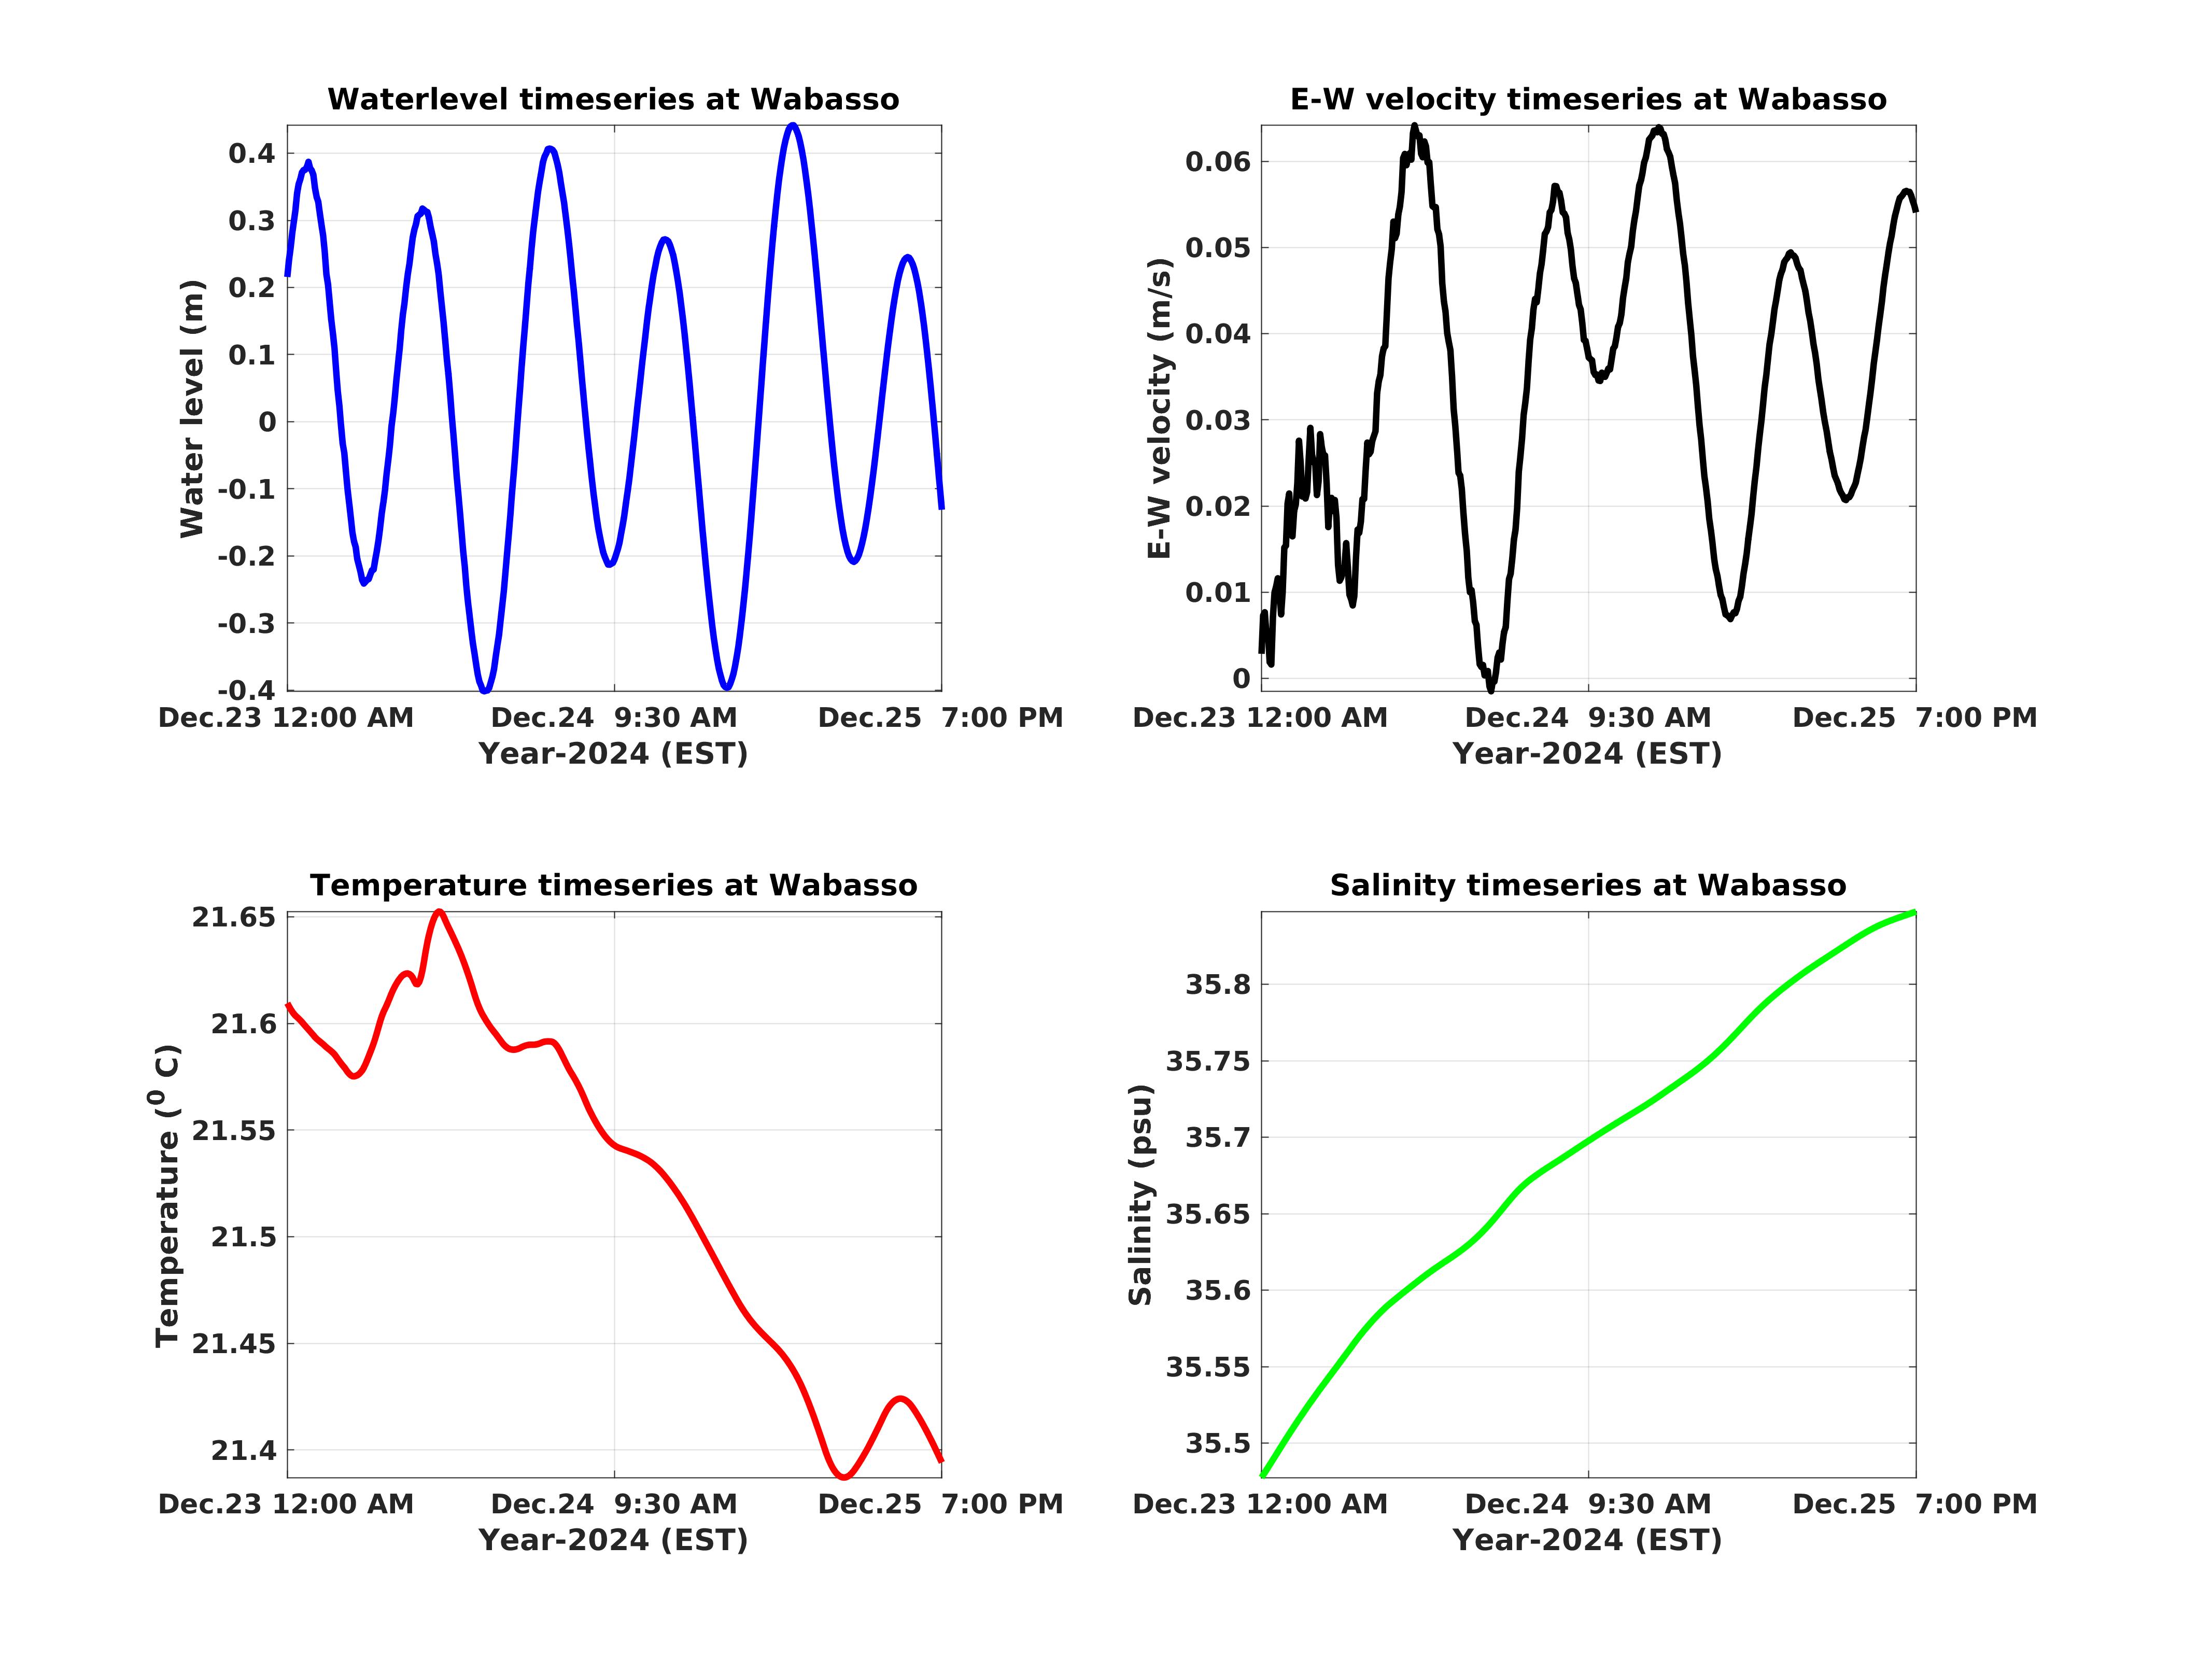 Waterlevel timeseries at Wabasso
0.4
0.3
0.2
0.1
0
-0.1
-0.2
-0.3
-0.4
Water level (m)
Dec.23 12:00 AM Dec.24 9:30 AM Dec.25 7:00 PM
Year-2024 (EST)
E-W velocity timeseries at Wabasso
0.06
0.05
0.04
0.03
0.02
0.01
0
E-W velocity (m/s)
Dec.23 12:00 AM Dec.24 9:30 AM Dec.25 7:00 PM
Year-2024 (EST)
Temperature timeseries at Wabasso
21.65
21.6
21.55
21.5
21.45
21.4
Temperature (⁰ C)
Dec.23 12:00 AM Dec.24 9:30 AM Dec.25 7:00 PM
Year-2024 (EST)
Salinity timeseries at Wabasso
35.8
35.75
35.7
35.65
35.6
35.55
35.5
Salinity (psu)
Dec.23 12:00 AM Dec.24 9:30 AM Dec.25 7:00 PM
Year-2024 (EST)